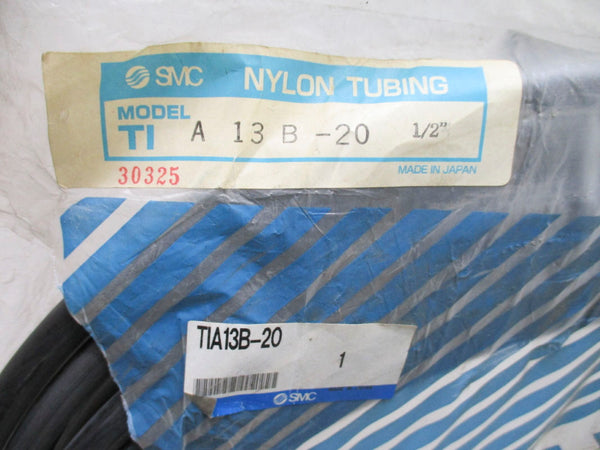 SMC NYLON TUBING
MODEL
TI A 13 B -20 1/2"
30325
MADE IN JAPAN
TIA13B-20
1
SMC